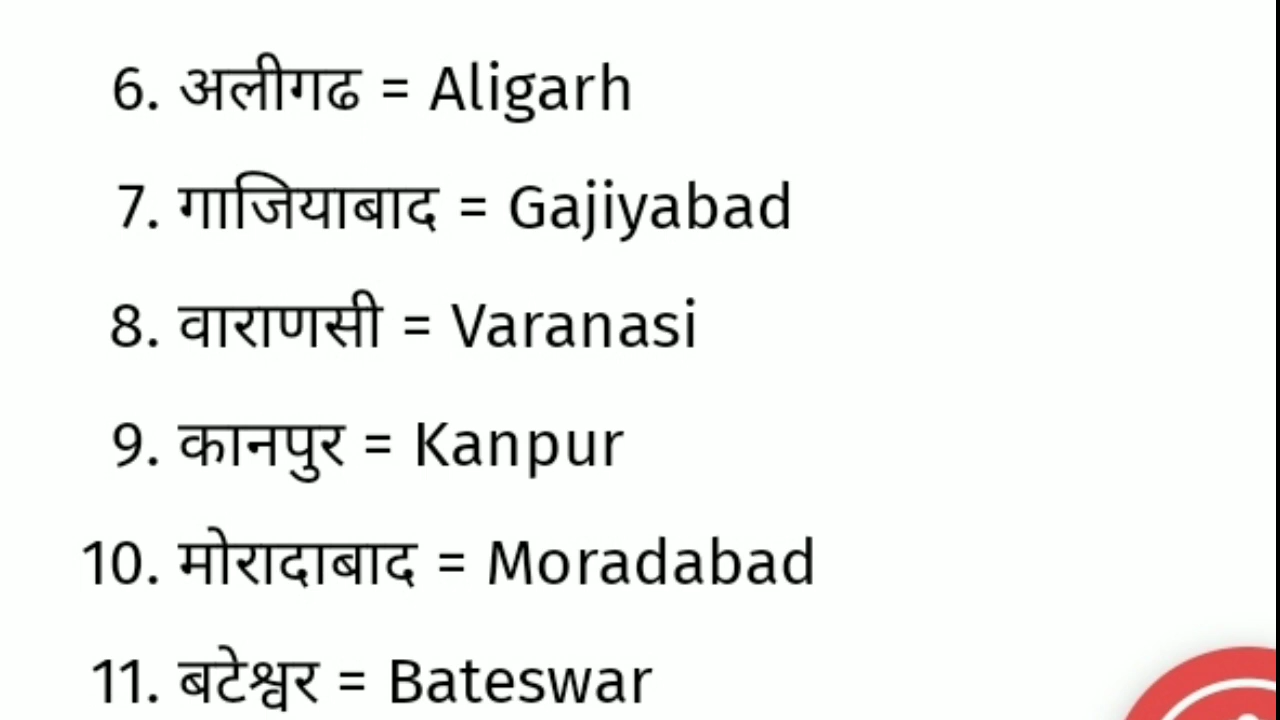 6. अलीगढ = Aligarh
7. गाजियाबाद = Gajiyabad
8. वाराणसी = Varanasi
9. कानपुर = Kanpur
10. मोरादाबाद = Moradabad
11. बटेश्वर = Bateswar